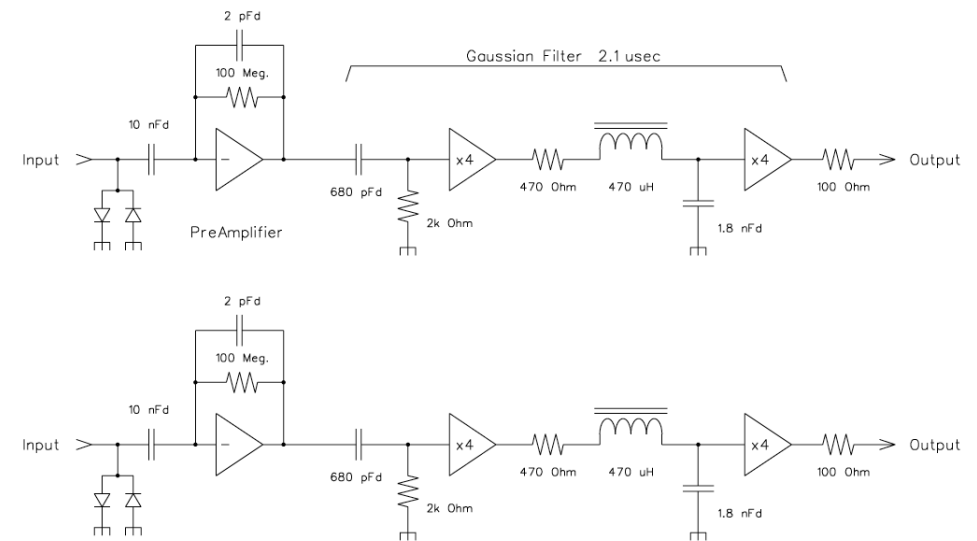 2 pFd
Gaussian Filter 2.1 usec
100 Meg.
10 nFd
Input
-
x4
x4
Output
680 pFd
470 Ohm
470 uH
100 Ohm
2k Ohm
PreAmplifier
1.8 nFd
2 pFd
100 Meg.
10 nFd
Input
-
x4
x4
Output
680 pFd
470 Ohm
470 uH
100 Ohm
2k Ohm
1.8 nFd